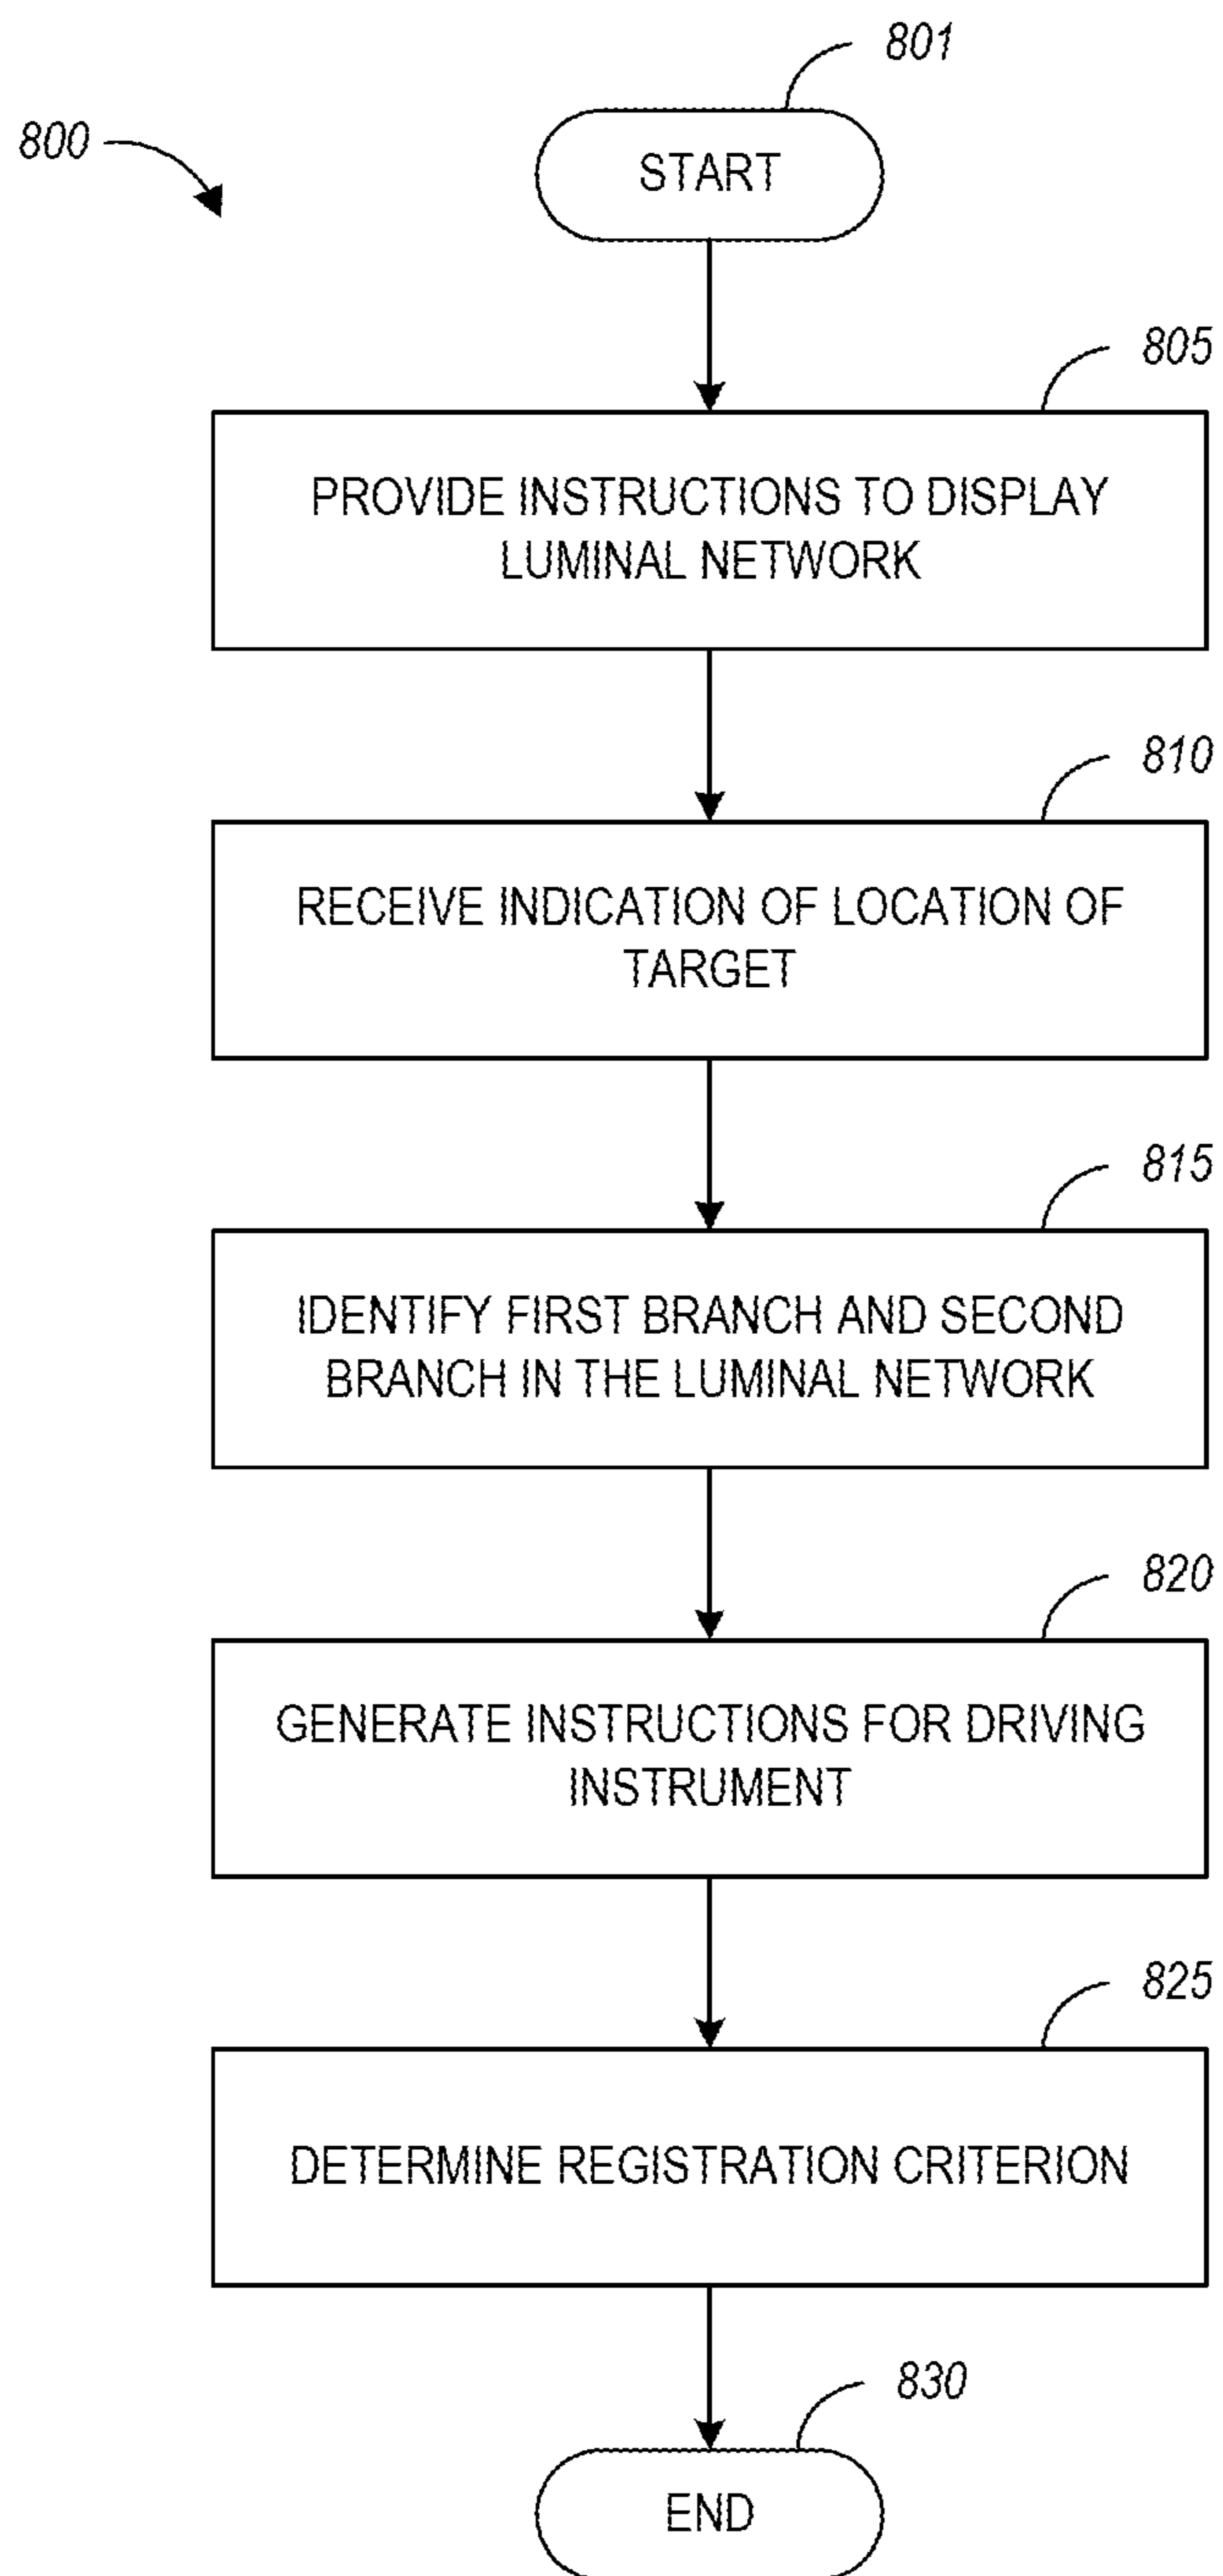 801
800
START
805
PROVIDE INSTRUCTIONS TO DISPLAY
LUMINAL NETWORK
810
RECEIVE INDICATION OF LOCATION OF
TARGET
815
IDENTIFY FIRST BRANCH AND SECOND
BRANCH IN THE LUMINAL NETWORK
820
GENERATE INSTRUCTIONS FOR DRIVING
INSTRUMENT
825
DETERMINE REGISTRATION CRITERION
830
END